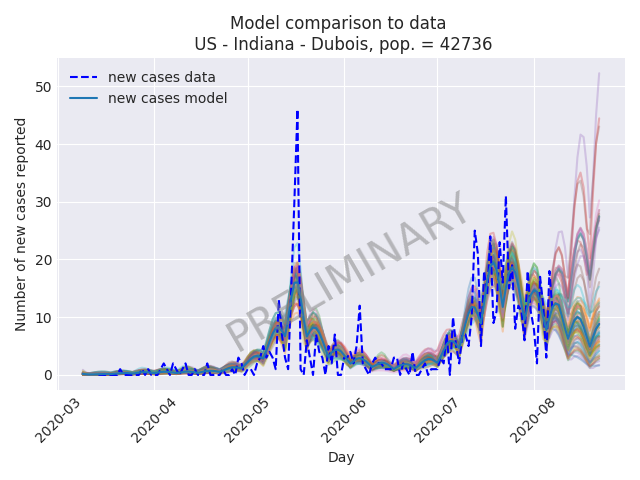 Model comparison to data
US - Indiana - Dubois, pop. = 42736
new cases data
new cases model
PRELIMINARY
Number of new cases reported
50
40
30
20
10
0
2020-03
2020-04
2020-05
2020-06
2020-07
2020-08
Day